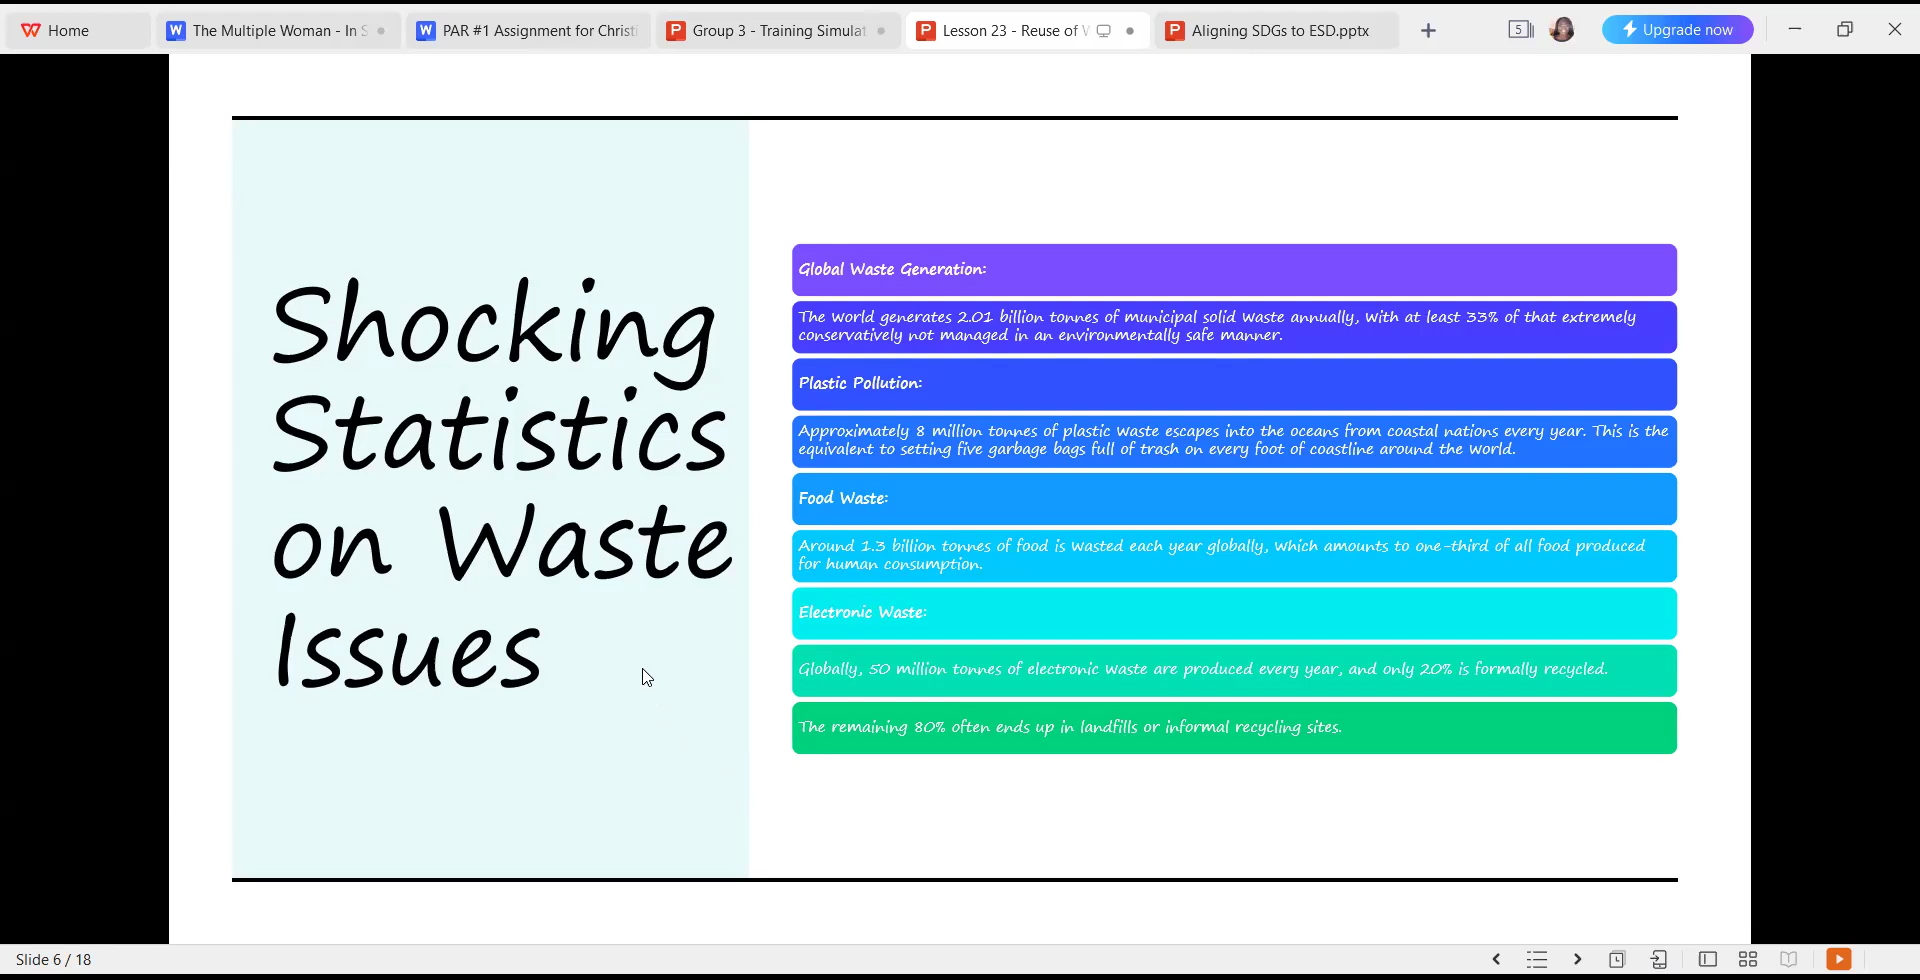 Home
The Multiple Woman - In S
PAR #1 Assignment for Christi
Group 3 - Training Simulat
Lesson 23 - Reuse of W
Aligning SDGs to ESD.pptx
5
Upgrade now
Shocking
Statistics
on Waste
Issues
Global Waste Generation:
The world generates 2.01 billion tonnes of municipal solid waste annually, with at least 33% of that extremely
conservatively not managed in an environmentally safe manner.
Plastic Pollution:
Approximately 8 million tonnes of plastic waste escapes into the oceans from coastal nations every year. This is the
equivalent to setting five garbage bags full of trash on every foot of coastline around the world.
Food Waste:
Around 1.3 billion tonnes of food is wasted each year globally, which amounts to one-third of all food produced
for human consumption.
Electronic Waste:
Globally, 50 million tonnes of electronic waste are produced every year, and only 20% is formally recycled.
The remaining 80% often ends up in landfills or informal recycling sites.
Slide 6 / 18